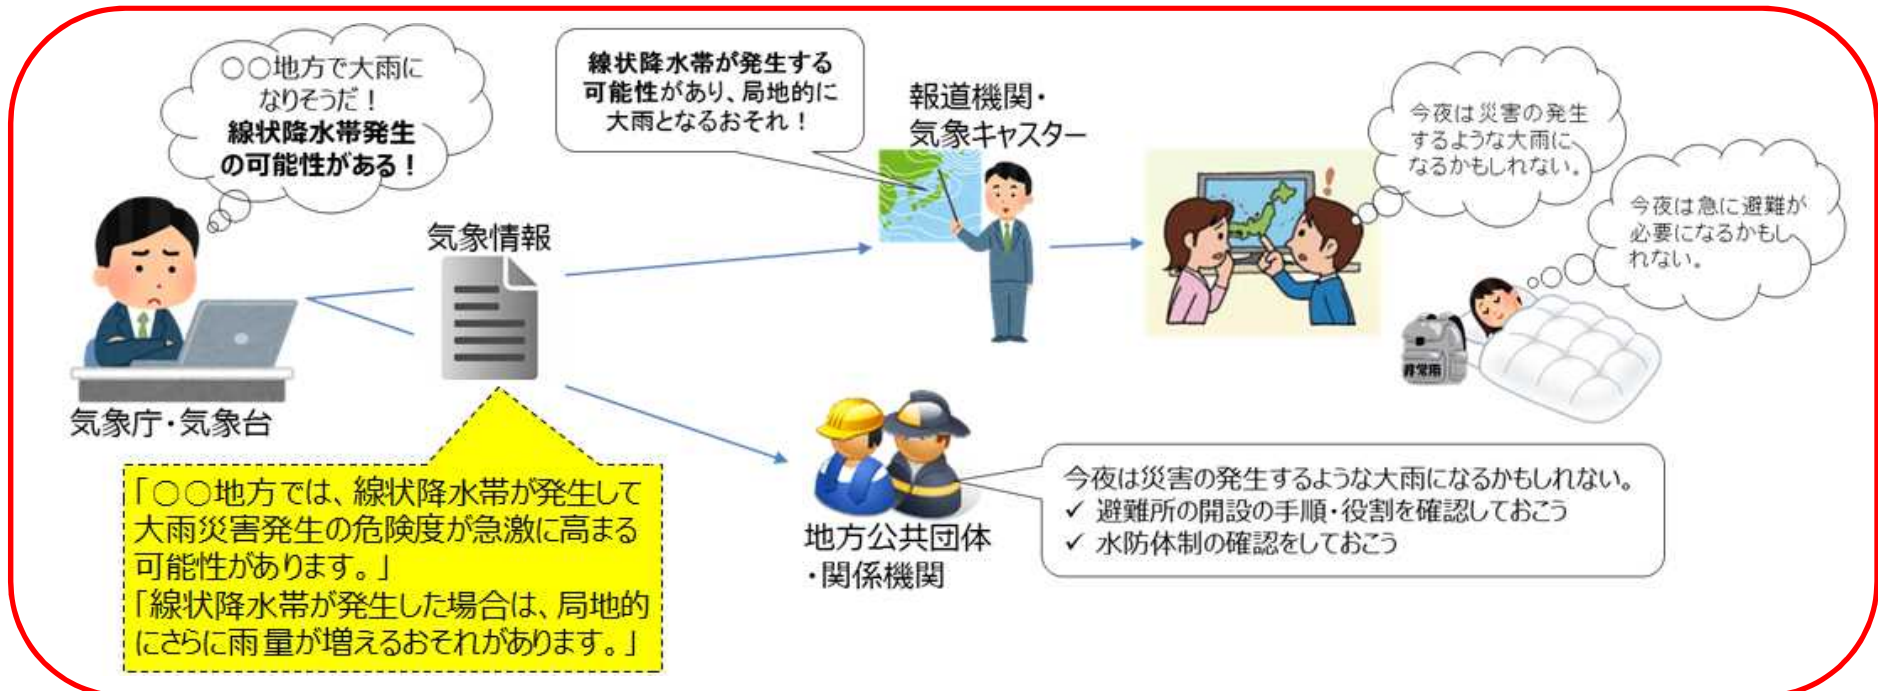 〇〇地方で大雨に
なりそうだ！
線状降水帯発生
の可能性がある！
気象庁・気象台
気象情報
「〇〇地方では、線状降水帯が発生して
大雨災害発生の危険度が急激に高まる
可能性があります。」
「線状降水帯が発生した場合は、局地的
にさらに雨量が増えるおそれがあります。」
線状降水帯が発生する
可能性があり、局地的に
大雨となるおそれ！
報道機関・
気象キャスター
今夜は災害の発生
するような大雨に
なるかもしれない。
今夜は急に避難が
必要になるかもし
れない。
非常用
地方公共団体
・関係機関
今夜は災害の発生するような大雨になるかもしれない。
✓ 避難所の開設の手順・役割を確認しておこう
✓ 水防体制の確認をしておこう